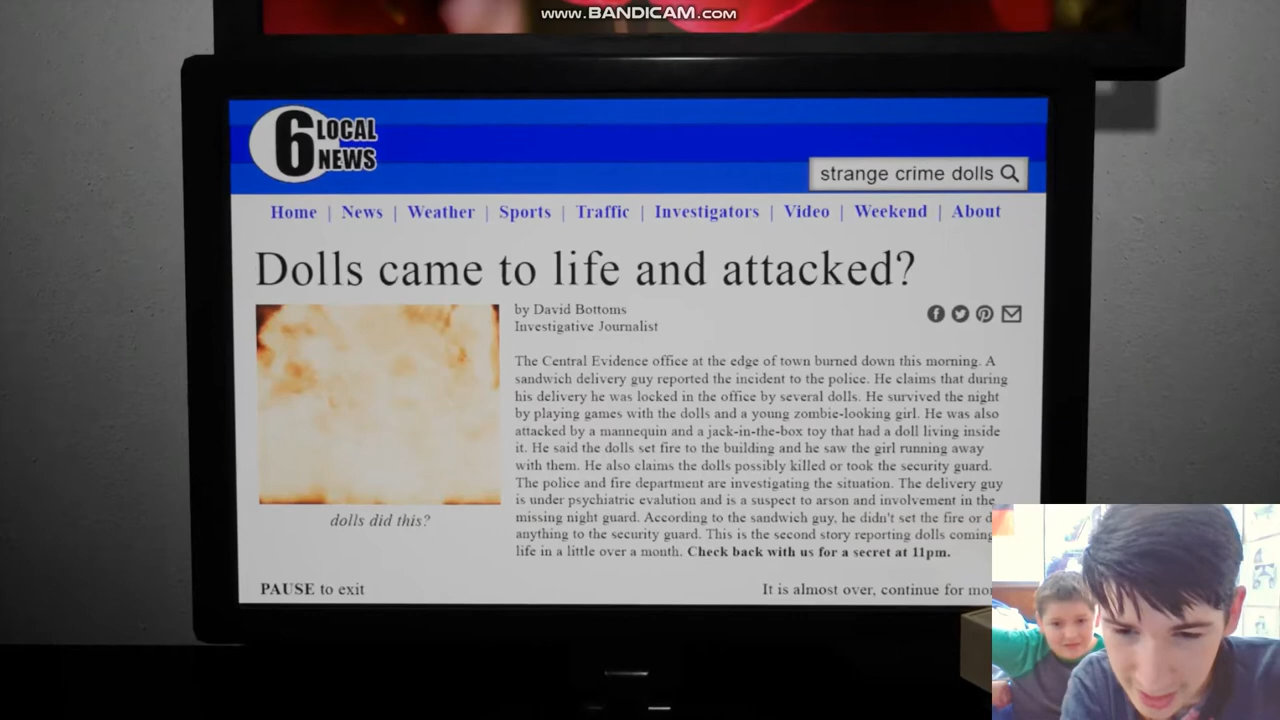 www.BANDICAM.com
6 LOCAL
NEWS
strange crime dolls
Home | News | Weather | Sports | Traffic | Investigators | Video | Weekend | About
Dolls came to life and attacked?
by David Bottoms
Investigative Journalist
The Central Evidence office at the edge of town burned down this morning. A
sandwich delivery guy reported the incident to the police. He claims that during
his delivery he was locked in the office by several dolls. He survived the night
by playing games with the dolls and a young zombie-looking girl. He was also
attacked by a mannequin and a jack-in-the-box toy that had a doll living inside
it. He said the dolls set fire to the building and he saw the girl running away
with them. He also claims the dolls possibly killed or took the security guard.
The police and fire department are investigating the situation. The delivery guy
is under psychiatric evalution and is a suspect to arson and involvement in the
missing night guard. According to the sandwich guy, he didn't set the fire or
anything to the security guard. This is the second story reporting dolls coming
life in a little over a month. Check back with us for a secret at 11pm.
dolls did this?
PAUSE to exit
It is almost over, continue for